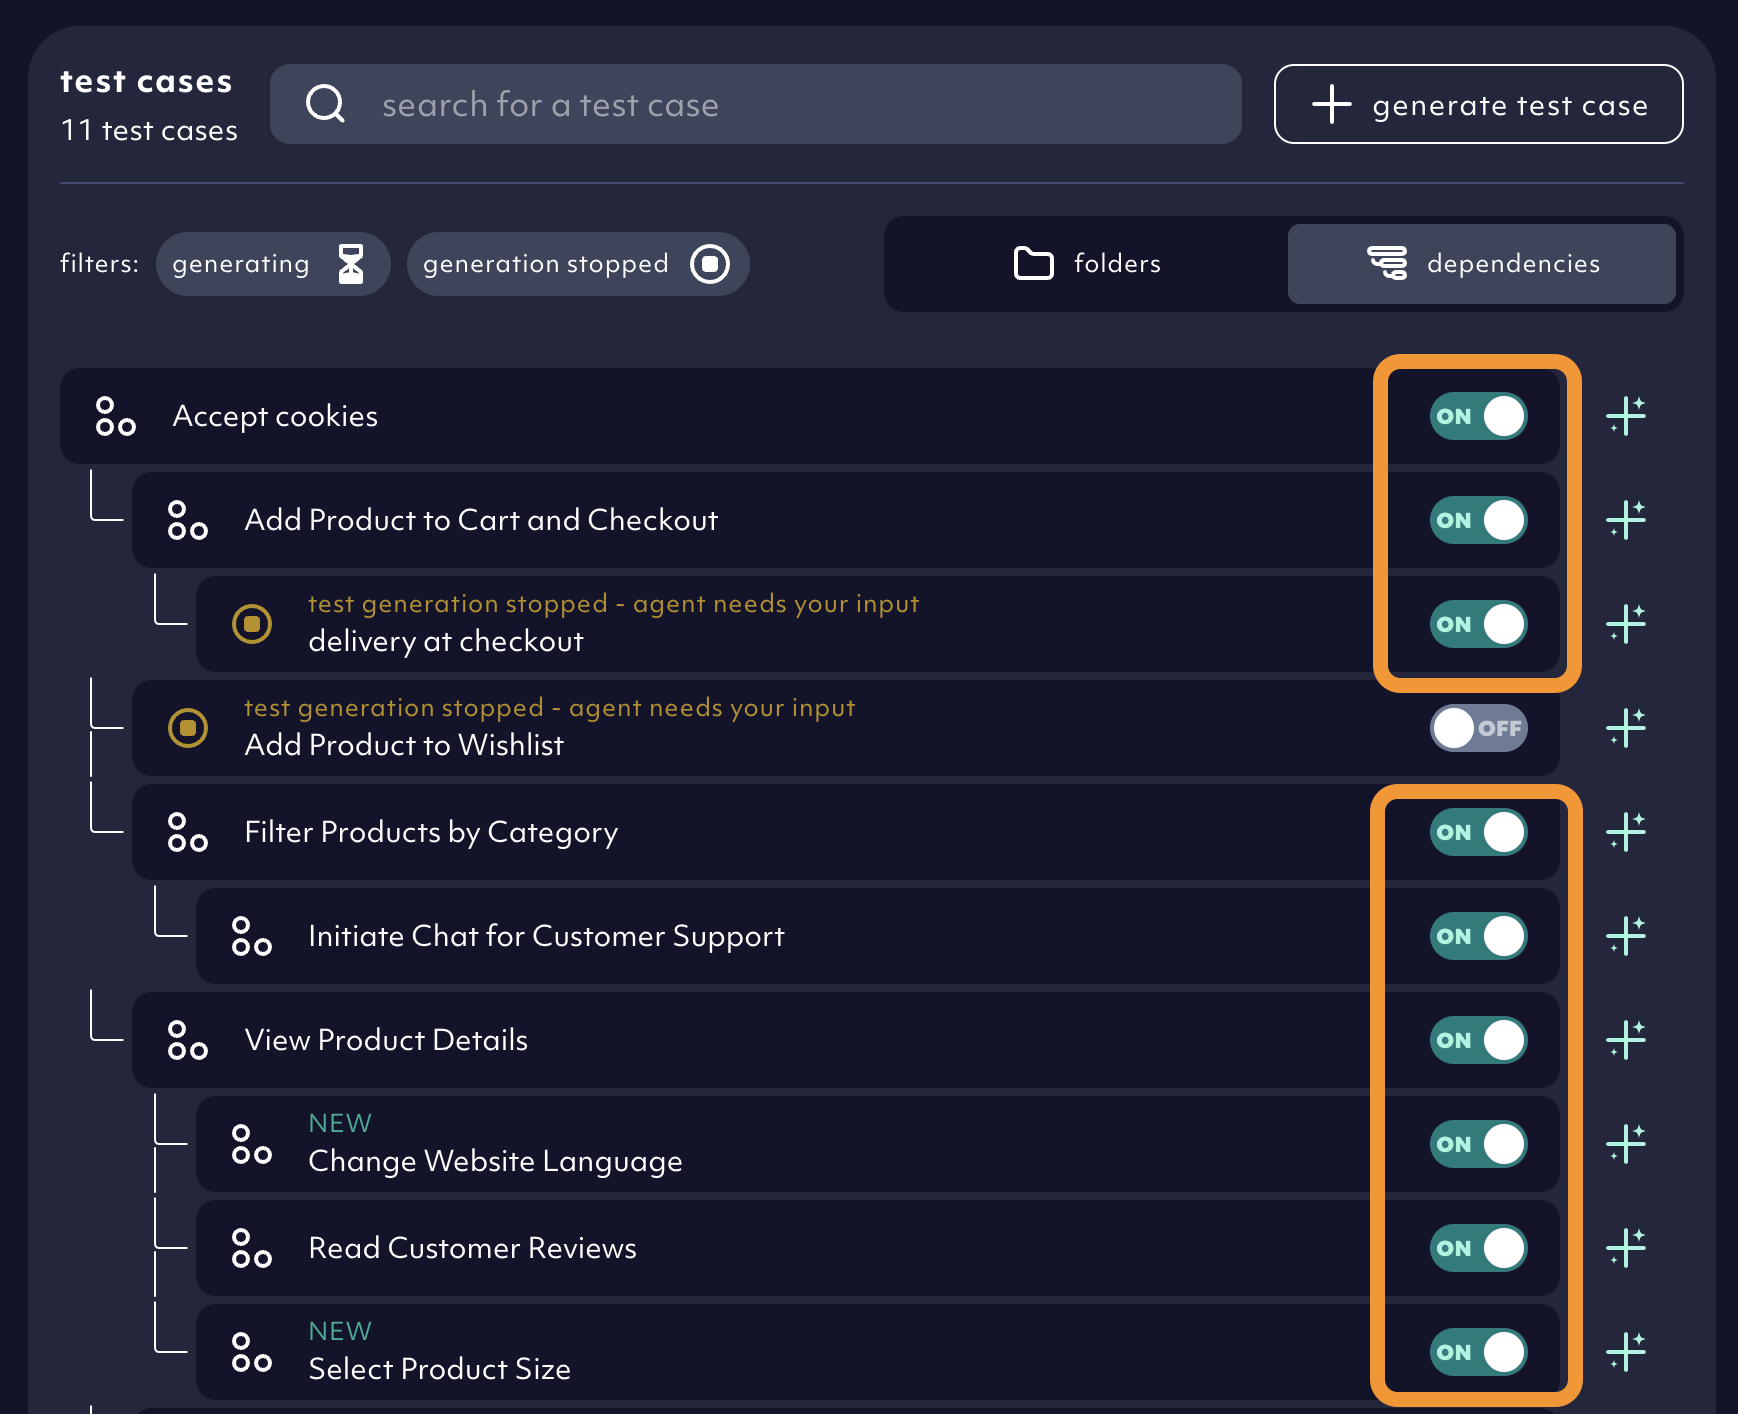 test cases
11 test cases
search for a test case
generate test case
filters:
generating
generation stopped
folders
dependencies
Accept cookies
ON
Add Product to Cart and Checkout
ON
test generation stopped - agent needs your input
delivery at checkout
ON
test generation stopped - agent needs your input
Add Product to Wishlist
OFF
Filter Products by Category
ON
Initiate Chat for Customer Support
ON
View Product Details
ON
NEW
Change Website Language
ON
Read Customer Reviews
ON
NEW
Select Product Size
ON